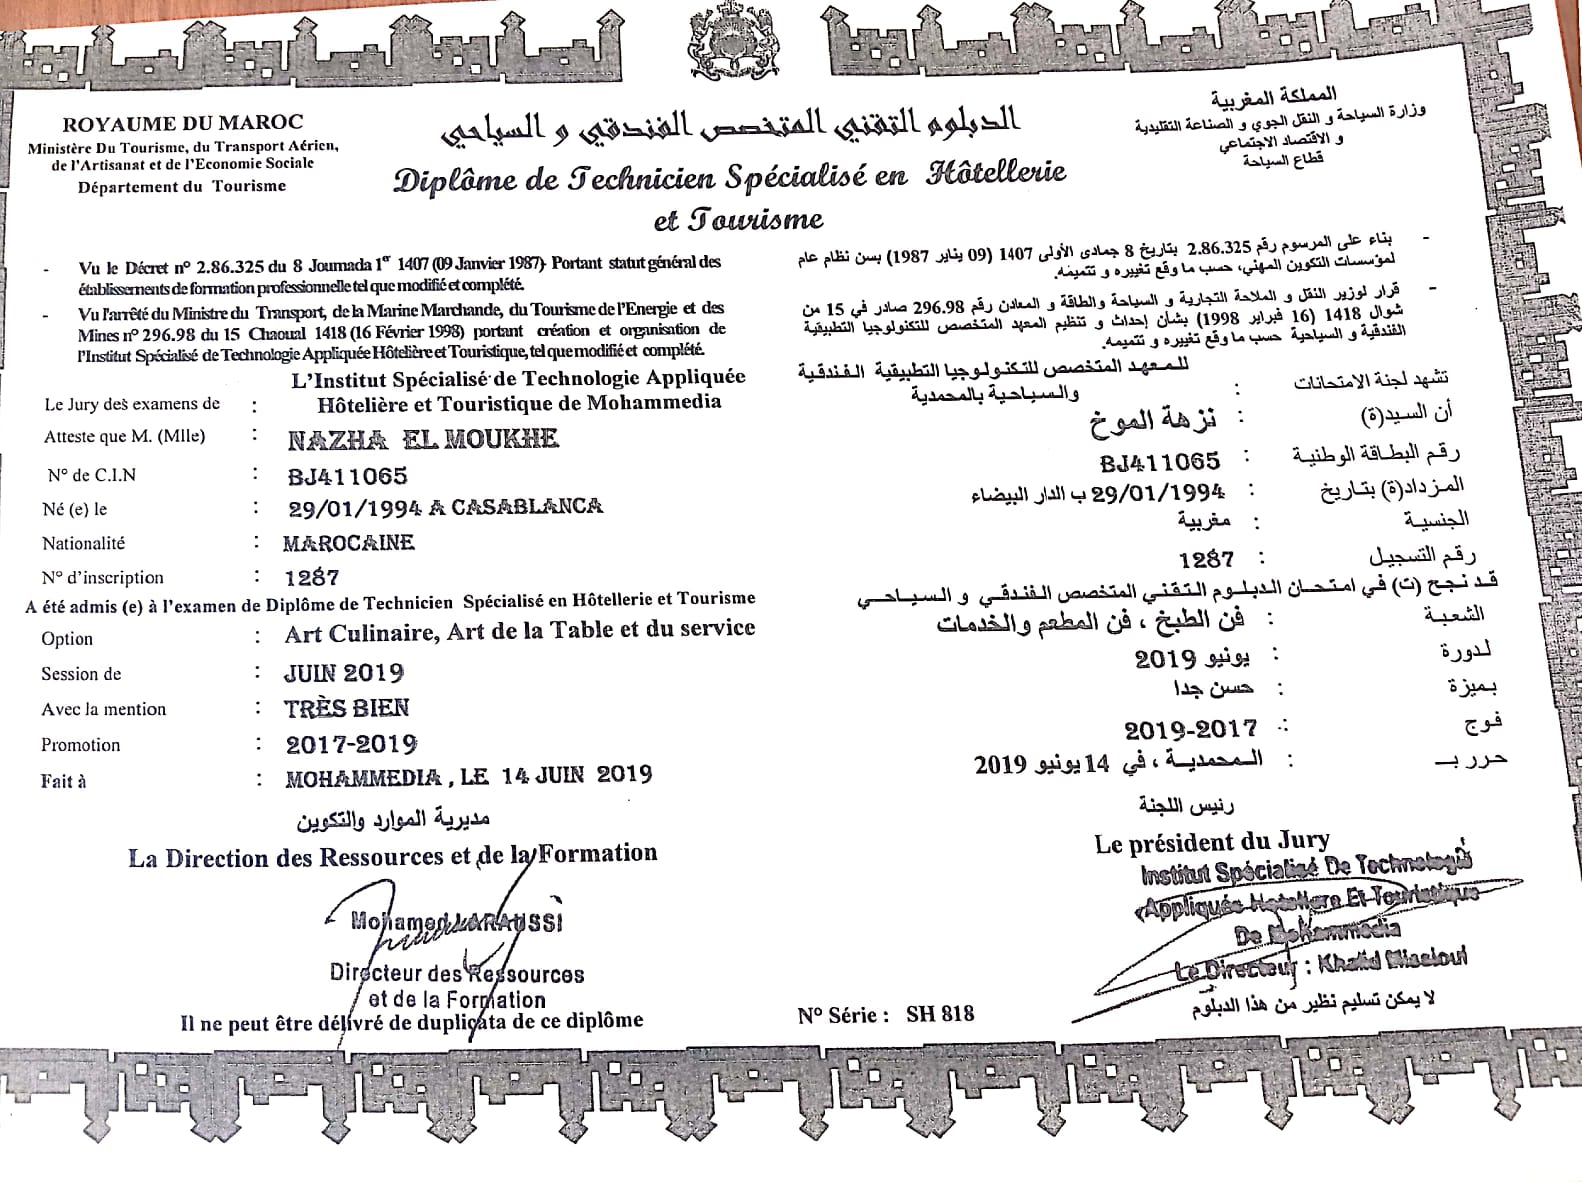 ROYAUME DU MAROC
Ministère Du Tourisme, du Transport Aérien,
de l'Artisanat et de l'Economie Sociale
Département du Tourisme
المملكة المغربية
وزارة السياحة و النقل الجوي و الصناعة التقليدية
و الاقتصاد الاجتماعي
قطاع السياحة
الدبلوم التقني المتخصص الفندقي و السياحي
Diplôme de Technicien Spécialisé en Hôtellerie
et Tourisme
- Vu le Décret nº 2.86.325 du 8 Joumada 1er 1407 (09 Janvier 1987)- Portant statut général des
établissements de formation professionnelle tel que modifié et complété.
- Vu l'arrêté du Ministre du Transport, de la Marine Marchande, du Tourisme de l'Energie et des
Mines nº 296.98 du 15 Chaoual 1418 (16 Février 1998) portant création et organisation de
l'Institut Spécialisé de Technologie Appliquée Hôtelière et Touristique, tel que modifié et complété.
- بناء على المرسوم رقم 2.86.325 بتاريخ 8 جمادى الأولى 1407 (09 يناير 1987) بسن نظام عام
لمؤسسات التكوين المهني، حسب ما وقع تغييره و تتميمه.
- قرار لوزير النقل و الملاحة التجارية و السياحة والطاقة و المعادن رقم 296.98 صادر في 15 من
شوال 1418 (16 فبراير 1998) بشأن إحداث و تنظيم المعهد المتخصص للتكنولوجيا التطبيقية
الفندقية و السياحية حسب ما وقع تغييره و تتميمه.
L'Institut Spécialisé de Technologie Appliquée
Le Jury des examens de : Hôtelière et Touristique de Mohammedia
Atteste que M. (Mlle) : NAZHA EL MOUKHE
N° de C.I.N : BJ411065
Né (e) le : 29/01/1994 A CASABLANCA
Nationalité : MAROCAINE
N° d'inscription : 1287
A été admis (e) à l'examen de Diplôme de Technicien Spécialisé en Hôtellerie et Tourisme
Option : Art Culinaire, Art de la Table et du service
Session de : JUIN 2019
Avec la mention : TRÈS BIEN
Promotion : 2017-2019
Fait à : MOHAMMEDIA , LE 14 JUIN 2019
تشهد لجنة الامتحانات : للمعهد المتخصص للتكنولوجيا التطبيقية الفندقية
والسياحية بالمحمدية
أن السيد(ة) : نزهة الموخ
رقم البطاقة الوطنية : BJ411065
المزداد(ة) بتاريخ : 29/01/1994 ب الدار البيضاء
الجنسية : مغربية
رقم التسجيل : 1287
قد نجح (ت) في امتحان الدبلوم التقني المتخصص الفندقي و السياحي
الشعبة : فن الطبخ ، فن المطعم والخدمات
لدورة : يونيو 2019
بميزة : حسن جدا
فوج : 2019-2017
حرر بـ : المحمدية ، في 14 يونيو 2019
مديرية الموارد والتكوين
La Direction des Ressources et de la Formation
Mohamed LARAUSSI
Directeur des Ressources
et de la Formation
Il ne peut être délivré de duplicata de ce diplôme
رئيس اللجنة
Le président du Jury
Institut Spécialisé De Technologie
Appliquée Hoteliere Et Touristique
De Mohammedia
Le Directeur : Khalid Missioui
N° Série : SH 818
لا يمكن تسليم نظير من هذا الدبلوم